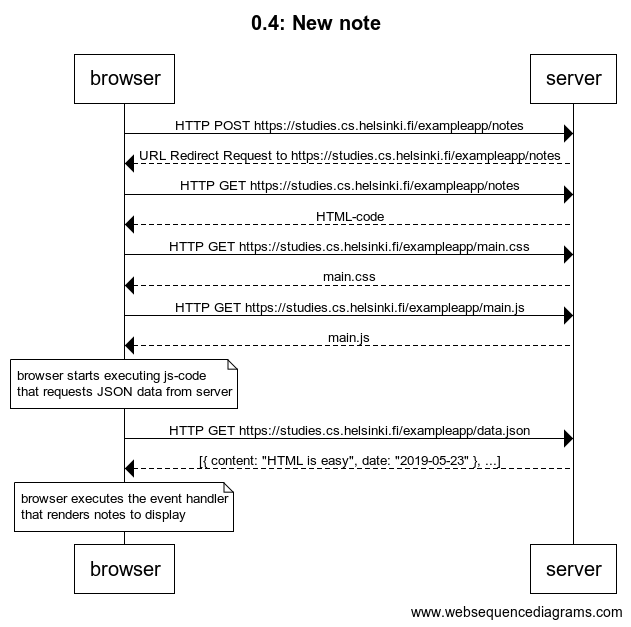 0.4: New note
browser
server
HTTP POST https://studies.cs.helsinki.fi/exampleapp/notes
URL Redirect Request to https://studies.cs.helsinki.fi/exampleapp/notes
HTTP GET https://studies.cs.helsinki.fi/exampleapp/notes
HTML-code
HTTP GET https://studies.cs.helsinki.fi/exampleapp/main.css
main.css
HTTP GET https://studies.cs.helsinki.fi/exampleapp/main.js
main.js
browser starts executing js-code
that requests JSON data from server
HTTP GET https://studies.cs.helsinki.fi/exampleapp/data.json
[{ content: "HTML is easy", date: "2019-05-23" }, ...]
browser executes the event handler
that renders notes to display
browser
server
www.websequencediagrams.com